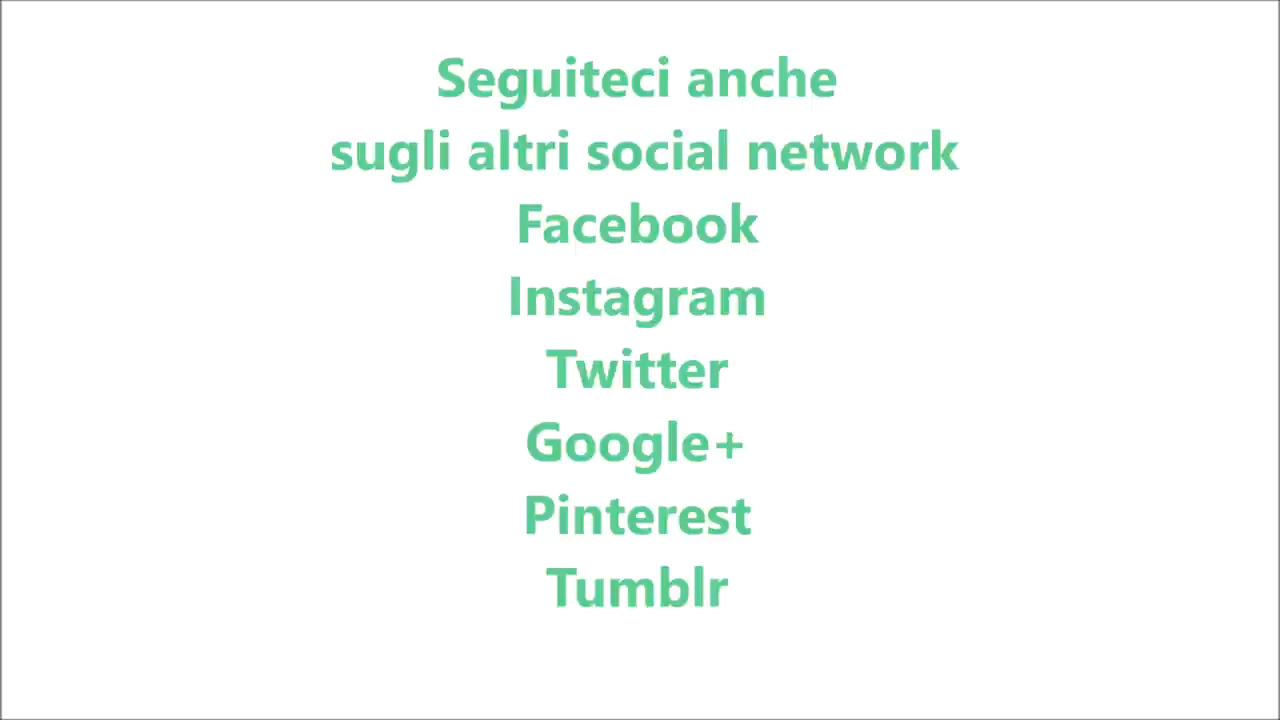 Seguiteci anche
sugli altri social network
Facebook
Instagram
Twitter
Google+
Pinterest
Tumblr